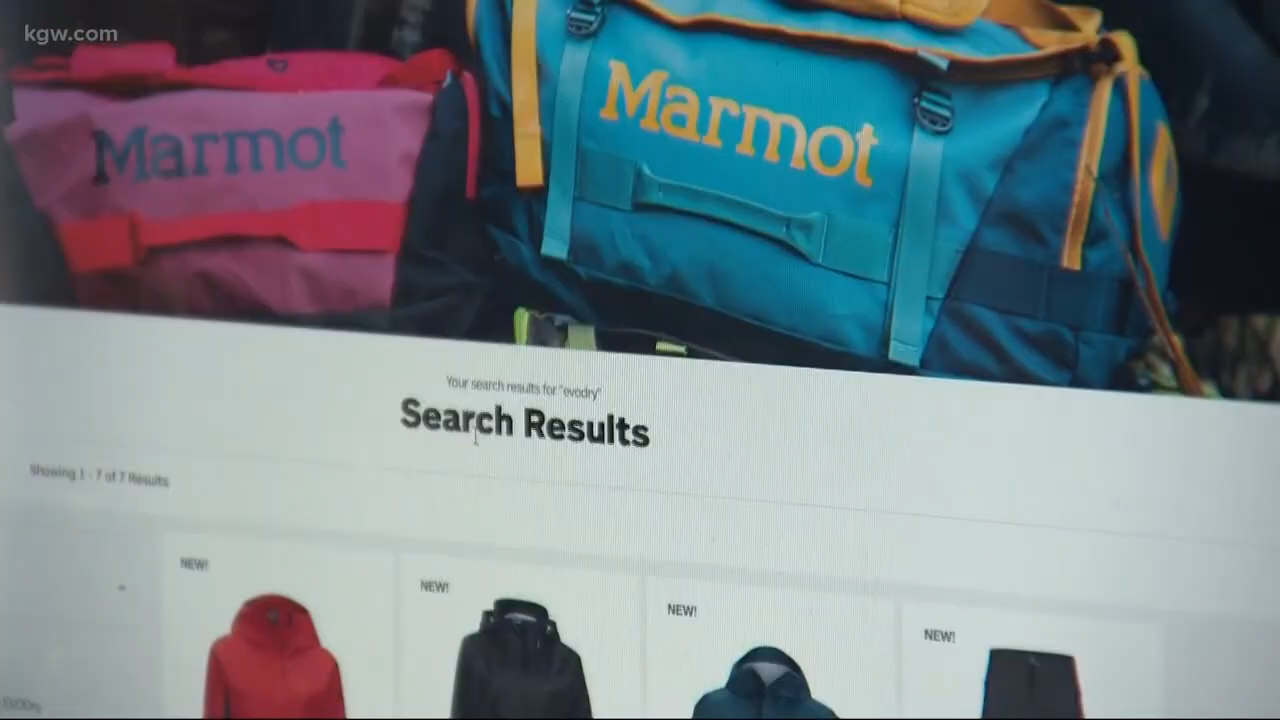 kgw.com
Marmot
Marmot
Your search results for "evodry"
Search Results
Showing 1 - 7 of 7 Results
NEW!
NEW!
NEW!
NEW!